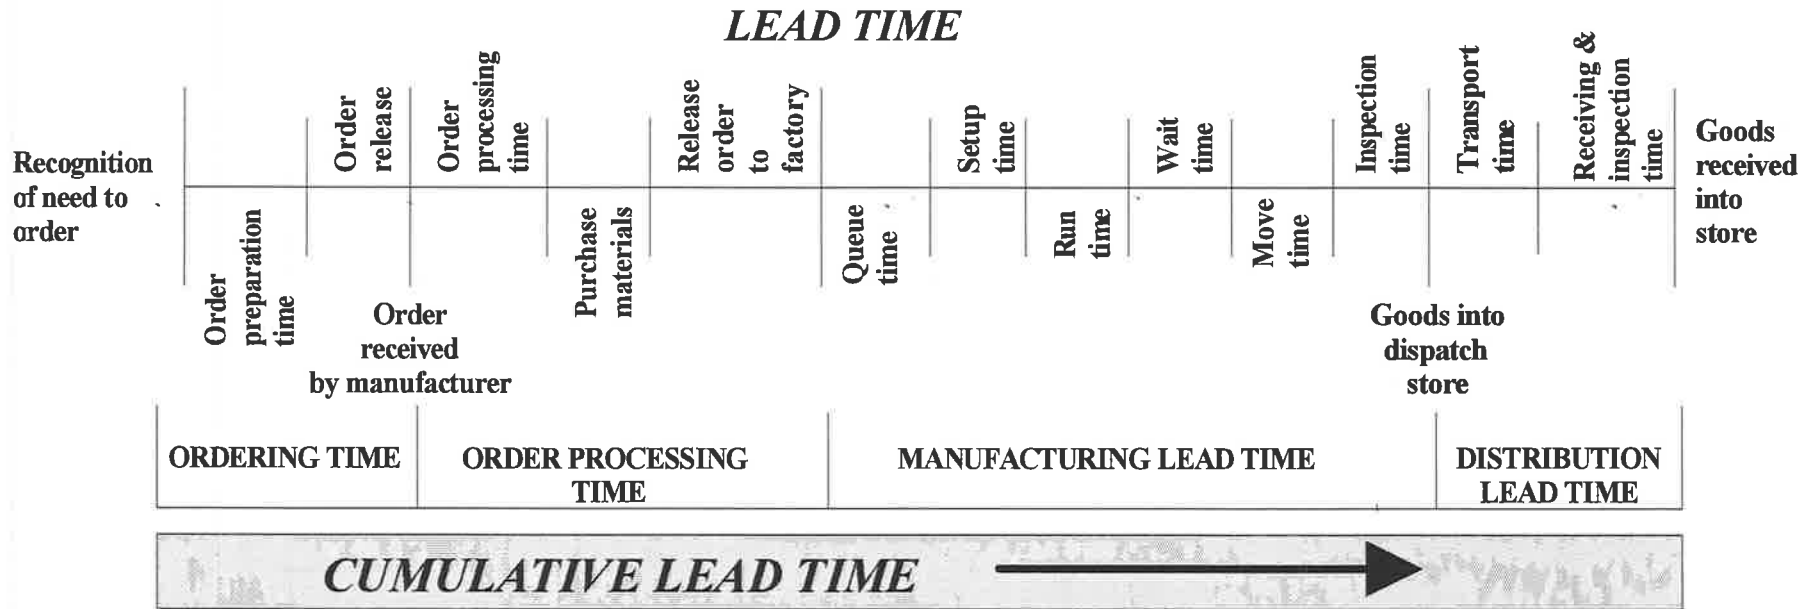 LEAD TIME
Recognition
of need to
order
Order
preparation
time
Order
release
Order
received
by manufacturer
Order
processing
time
Purchase
materials
Release
order
to
factory
Queue
time
Setup
time
Run
time
Wait
time
Move
time
Inspection
time
Goods into
dispatch
store
Transport
time
Receiving &
inspection
time
Goods
received
into
store
ORDERING TIME
ORDER PROCESSING
TIME
MANUFACTURING LEAD TIME
DISTRIBUTION
LEAD TIME
CUMULATIVE LEAD TIME